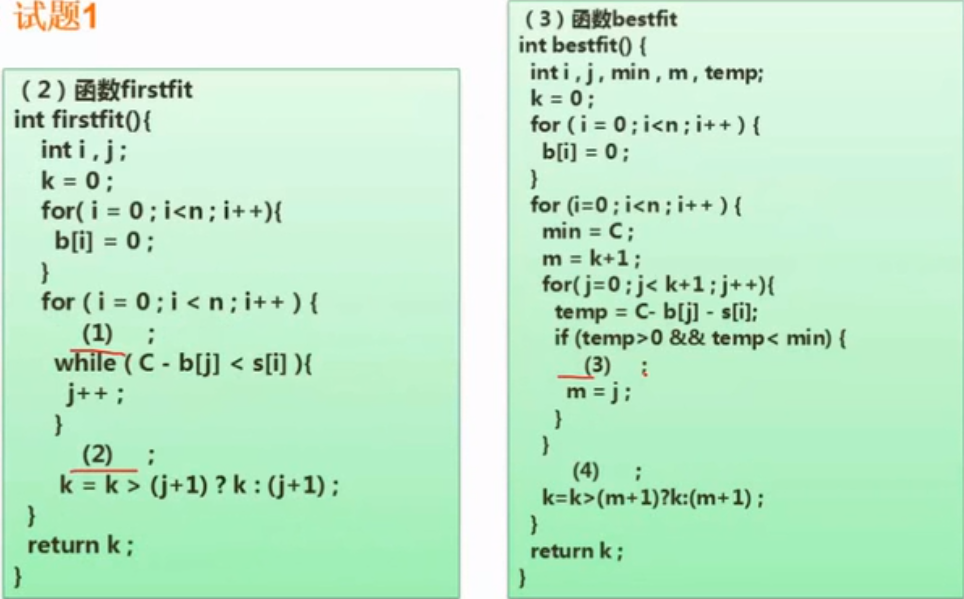 试题1
（2）函数firstfit
int firstfit(){
int i , j ;
k = 0 ;
for( i = 0 ; i<n ; i++){
b[i] = 0 ;
}
for ( i = 0 ; i < n ; i++ ) {
(1) ;
while ( C - b[j] < s[i] ){
j++ ;
}
(2) ;
k = k > (j+1) ? k : (j+1) ;
}
return k ;
}
（3）函数bestfit
int bestfit() {
int i , j , min , m , temp;
k = 0 ;
for ( i = 0 ; i<n ; i++ ) {
b[i] = 0 ;
}
for (i=0 ; i<n ; i++ ) {
min = C ;
m = k+1 ;
for(j=0 ; j< k+1 ; j++){
temp = C- b[j] - s[i];
if (temp>0 && temp< min) {
(3) ;
m = j ;
}
}
(4) ;
k=k>(m+1)?k:(m+1) ;
}
return k ;
}